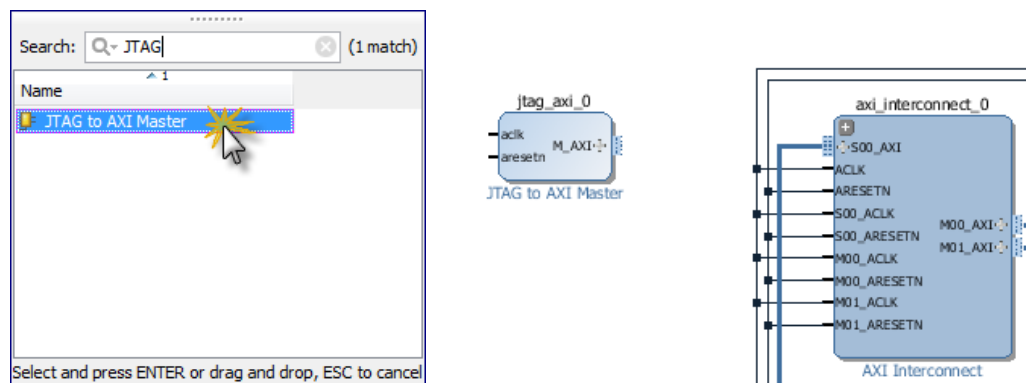 Search: JTAG (1 match)
1
Name
JTAG to AXI Master
Select and press ENTER or drag and drop, ESC to cancel
jtag_axi_0
aclk
M_AXI
aresetn
JTAG to AXI Master
axi_interconnect_0
S00_AXI
ACLK
ARESETN
S00_ACLK
M00_AXI
S00_ARESETN
M01_AXI
M00_ACLK
M00_ARESETN
M01_ACLK
M01_ARESETN
AXI Interconnect